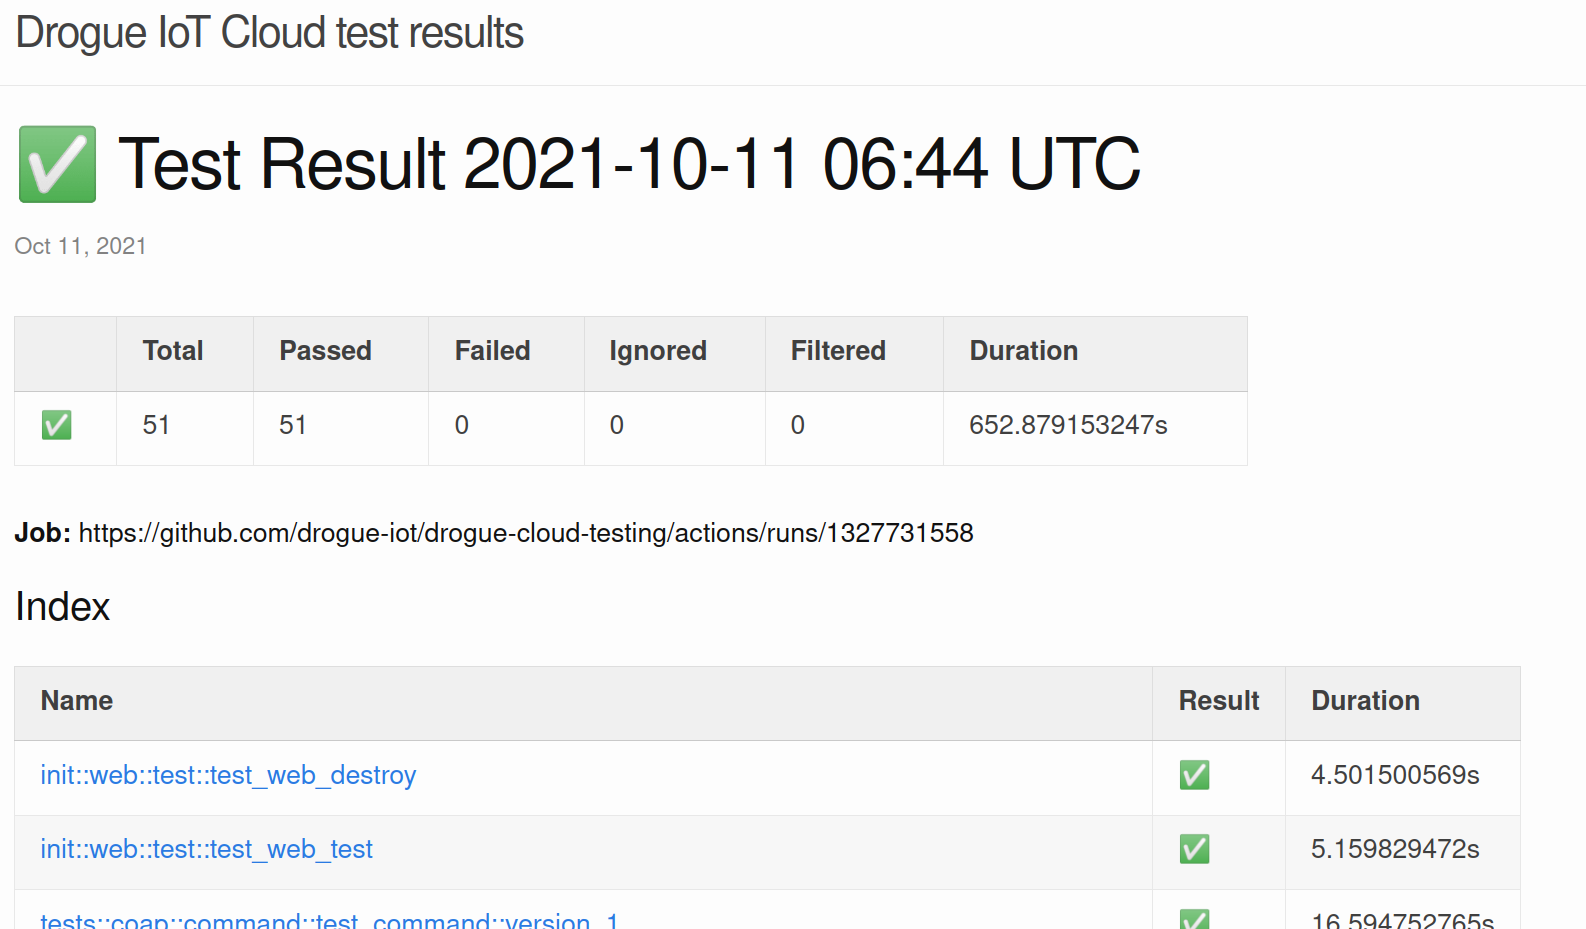 Drogue IoT Cloud test results
✅ Test Result 2021-10-11 06:44 UTC
Oct 11, 2021
Total Passed Failed Ignored Filtered Duration
✅ 51 51 0 0 0 652.879153247s
Job: https://github.com/drogue-iot/drogue-cloud-testing/actions/runs/1327731558
Index
Name Result Duration
init::web::test::test_web_destroy ✅ 4.501500569s
init::web::test::test_web_test ✅ 5.159829472s
tests::coap::command::test_command::version_1 ✅ 16.594752765s